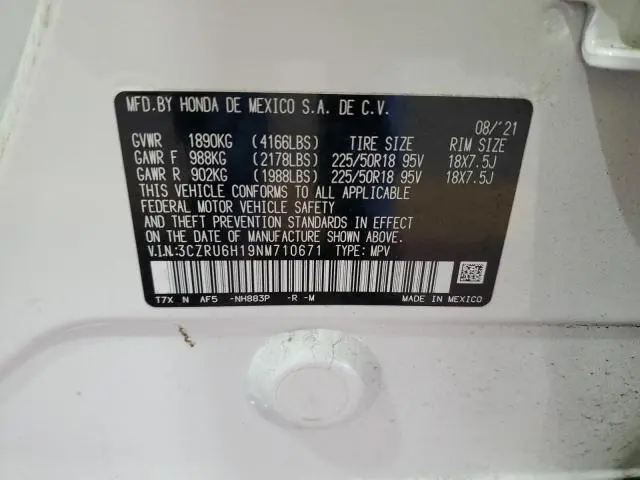 MFD.BY HONDA DE MEXICO S.A. DE C.V.
08/'21
GVWR 1890KG (4166LBS) TIRE SIZE RIM SIZE
GAWR F 988KG (2178LBS) 225/50R18 95V 18X7.5J
GAWR R 902KG (1988LBS) 225/50R18 95V 18X7.5J
THIS VEHICLE CONFORMS TO ALL APPLICABLE
FEDERAL MOTOR VEHICLE SAFETY
AND THEFT PREVENTION STANDARDS IN EFFECT
ON THE DATE OF MANUFACTURE SHOWN ABOVE.
V.I.N.:3CZRU6H19NM710671 TYPE: MPV
T7X N AF5 -NH883P -R -M MADE IN MEXICO